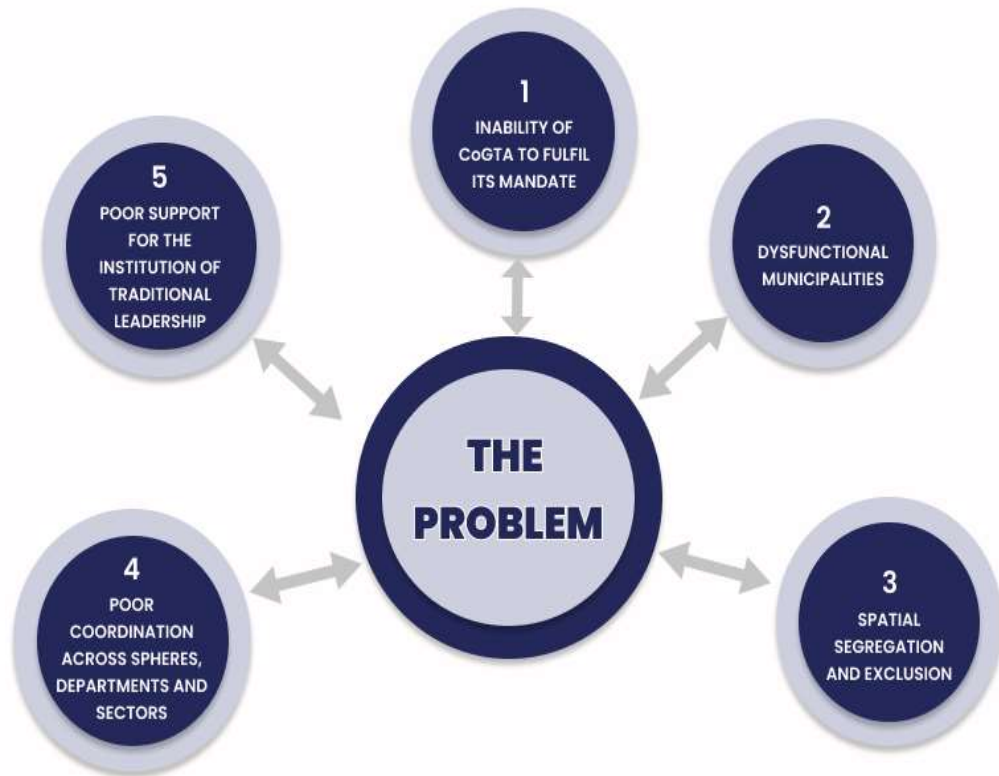 1
INABILITY OF
CoGTA TO FULFIL
ITS MANDATE
2
DYSFUNCTIONAL
MUNICIPALITIES
3
SPATIAL
SEGREGATION
AND EXCLUSION
4
POOR
COORDINATION
ACROSS SPHERES,
DEPARTMENTS AND
SECTORS
5
POOR SUPPORT
FOR THE
INSTITUTION OF
TRADITIONAL
LEADERSHIP
THE
PROBLEM